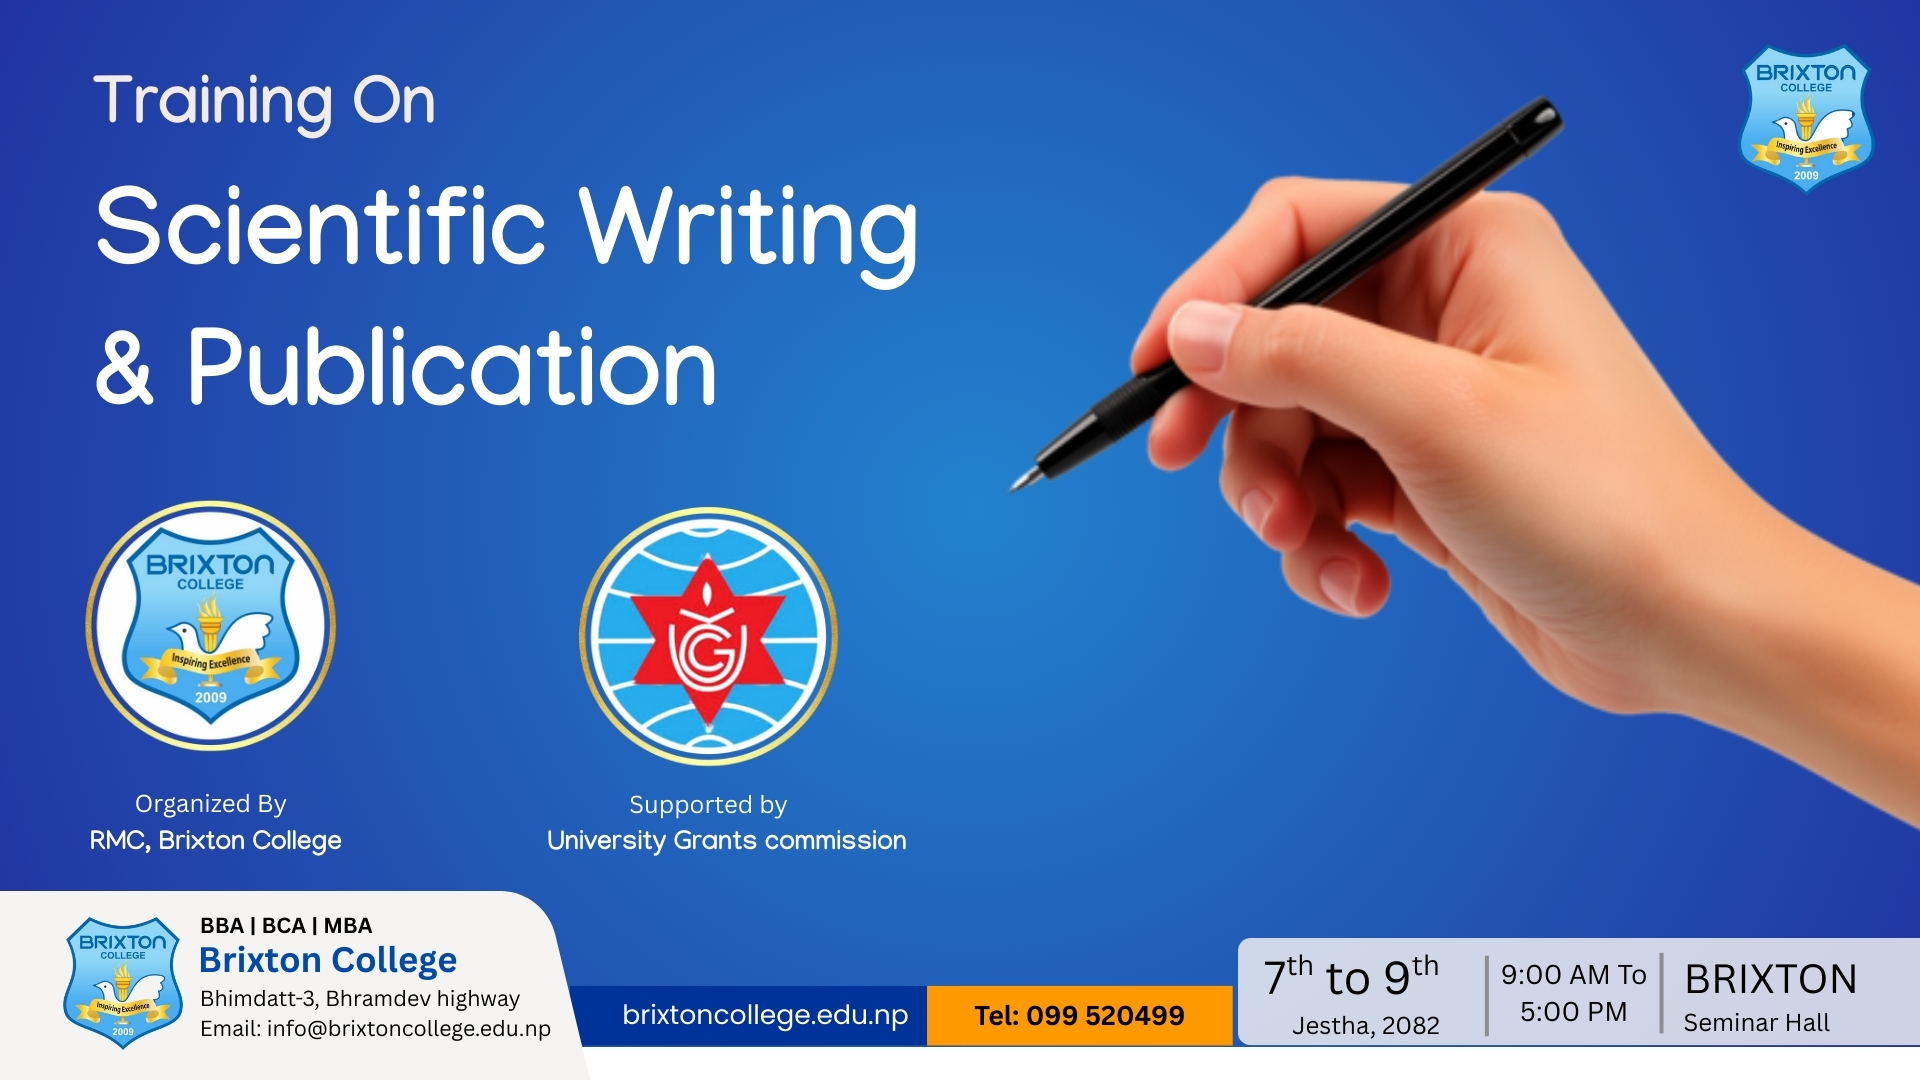 Training On
Scientific Writing
& Publication
BRIXTON
COLLEGE
Inspiring Excellence
2009
BRIXTON
COLLEGE
Inspiring Excellence
2009
UGC
Organized By
RMC, Brixton College
Supported by
University Grants commission
BRIXTON
COLLEGE
Inspiring Excellence
2009
BBA | BCA | MBA
Brixton College
Bhimdatt-3, Bhramdev highway
Email: info@brixtoncollege.edu.np
brixtoncollege.edu.np
Tel: 099 520499
7th to 9th
Jestha, 2082
9:00 AM To
5:00 PM
BRIXTON
Seminar Hall